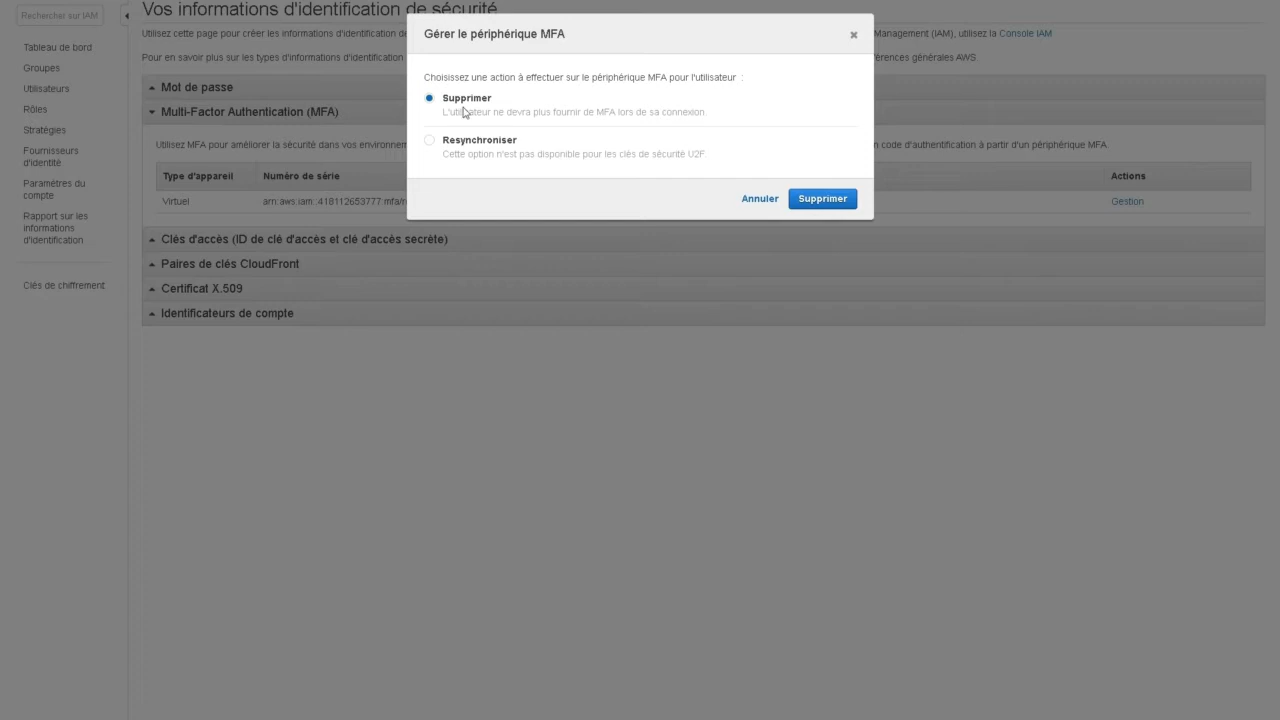 Rechercher sur IAM
Tableau de bord
Groupes
Utilisateurs
Rôles
Stratégies
Fournisseurs
d'identité
Paramètres du
compte
Rapport sur les
informations
d'identification
Clés de chiffrement
Vos informations d'identification de sécurité
Utilisez cette page pour créer les informations d'identification de
Management (IAM), utilisez la Console IAM
Pour en savoir plus sur les types d'informations d'identification
férences générales AWS.
Mot de passe
Multi-Factor Authentication (MFA)
Utilisez MFA pour améliorer la sécurité dans vos environnem
n code d'authentification à partir d'un périphérique MFA.
Type d'appareil Numéro de série Actions
Virtuel arn:aws:iam::418112653777:mfa/r Gestion
Clés d'accès (ID de clé d'accès et clé d'accès secrète)
Paires de clés CloudFront
Certificat X.509
Identificateurs de compte
Gérer le périphérique MFA
Choisissez une action à effectuer sur le périphérique MFA pour l'utilisateur :
Supprimer
L'utilisateur ne devra plus fournir de MFA lors de sa connexion.
Resynchroniser
Cette option n'est pas disponible pour les clés de sécurité U2F.
Annuler Supprimer